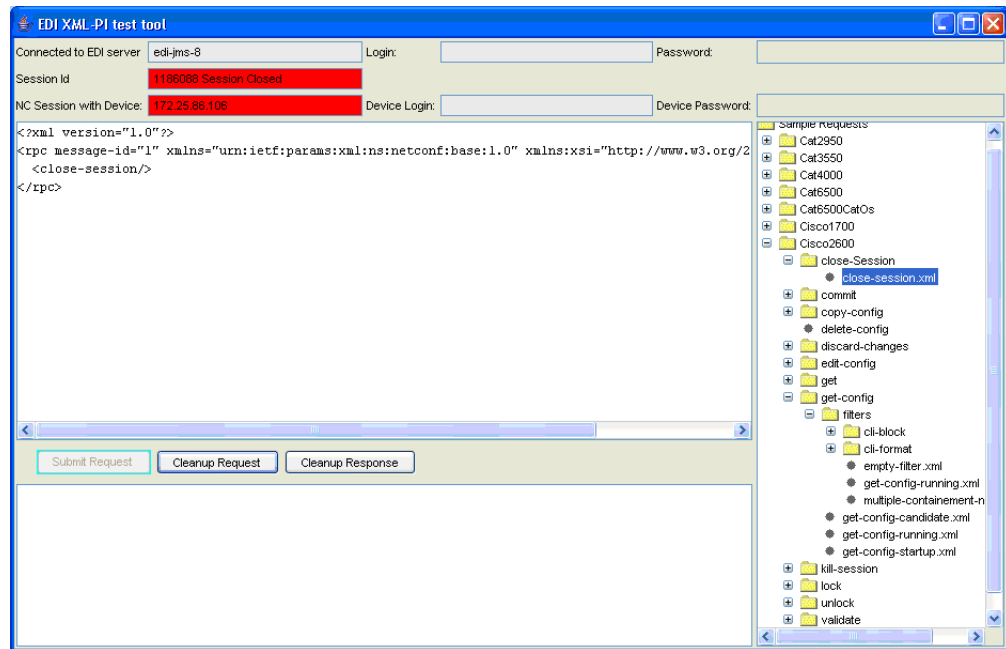 EDI XML-PI test tool
Connected to EDI server edi-jms-8 Login: Password:
Session Id 1186088 Session Closed
NC Session with Device: 172.25.86.106 Device Login: Device Password:
<?xml version="1.0"?>
<rpc message-id="1" xmlns="urn:ietf:params:xml:ns:netconf:base:1.0" xmlns:xsi="http://www.w3.org/2
<close-session/>
</rpc>
Submit Request Cleanup Request Cleanup Response
Sample Requests
Cat2950
Cat3550
Cat4000
Cat6500
Cat6500CatOs
Cisco1700
Cisco2600
close-Session
close-session.xml
commit
copy-config
delete-config
discard-changes
edit-config
get
get-config
filters
cli-block
cli-format
empty-filter.xml
get-config-running.xml
multiple-containement-n
get-config-candidate.xml
get-config-running.xml
get-config-startup.xml
kill-session
lock
unlock
validate